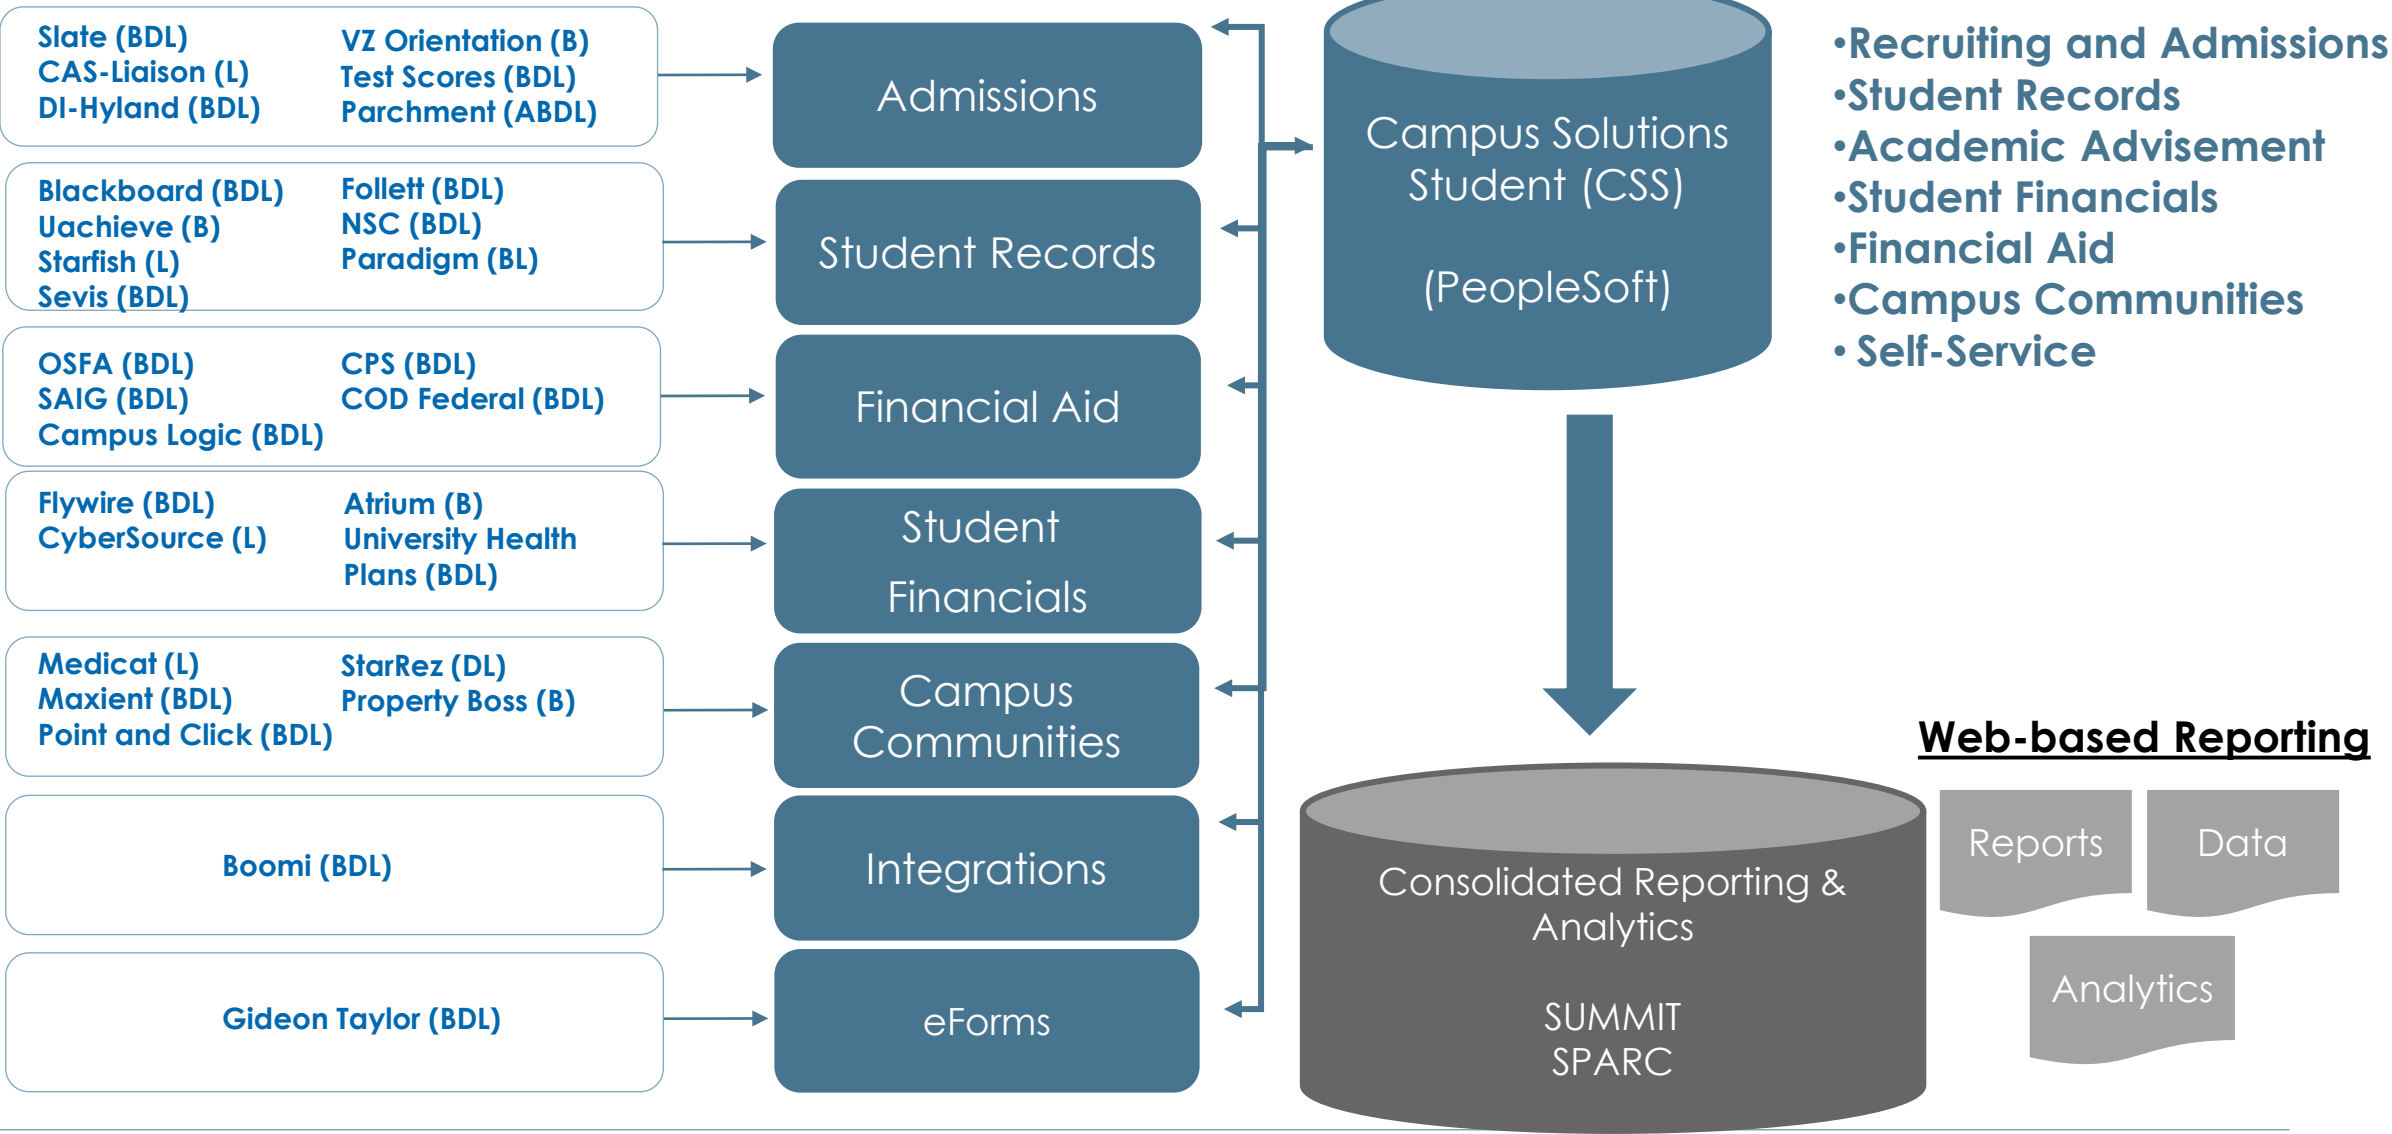 Slate (BDL)
CAS-Liaison (L)
DI-Hyland (BDL)
VZ Orientation (B)
Test Scores (BDL)
Parchment (ABDL)
Admissions
Blackboard (BDL)
Uachieve (B)
Starfish (L)
Sevis (BDL)
Follett (BDL)
NSC (BDL)
Paradigm (BL)
Student Records
OSFA (BDL)
SAIG (BDL)
Campus Logic (BDL)
CPS (BDL)
COD Federal (BDL)
Financial Aid
Flywire (BDL)
CyberSource (L)
Atrium (B)
University Health
Plans (BDL)
Student
Financials
Medicat (L)
Maxient (BDL)
Point and Click (BDL)
StarRez (DL)
Property Boss (B)
Campus
Communities
Boomi (BDL)
Integrations
Gideon Taylor (BDL)
eForms
Campus Solutions
Student (CSS)
(PeopleSoft)
•Recruiting and Admissions
•Student Records
•Academic Advisement
•Student Financials
•Financial Aid
•Campus Communities
• Self-Service
Consolidated Reporting &
Analytics
SUMMIT
SPARC
Web-based Reporting
Reports
Data
Analytics